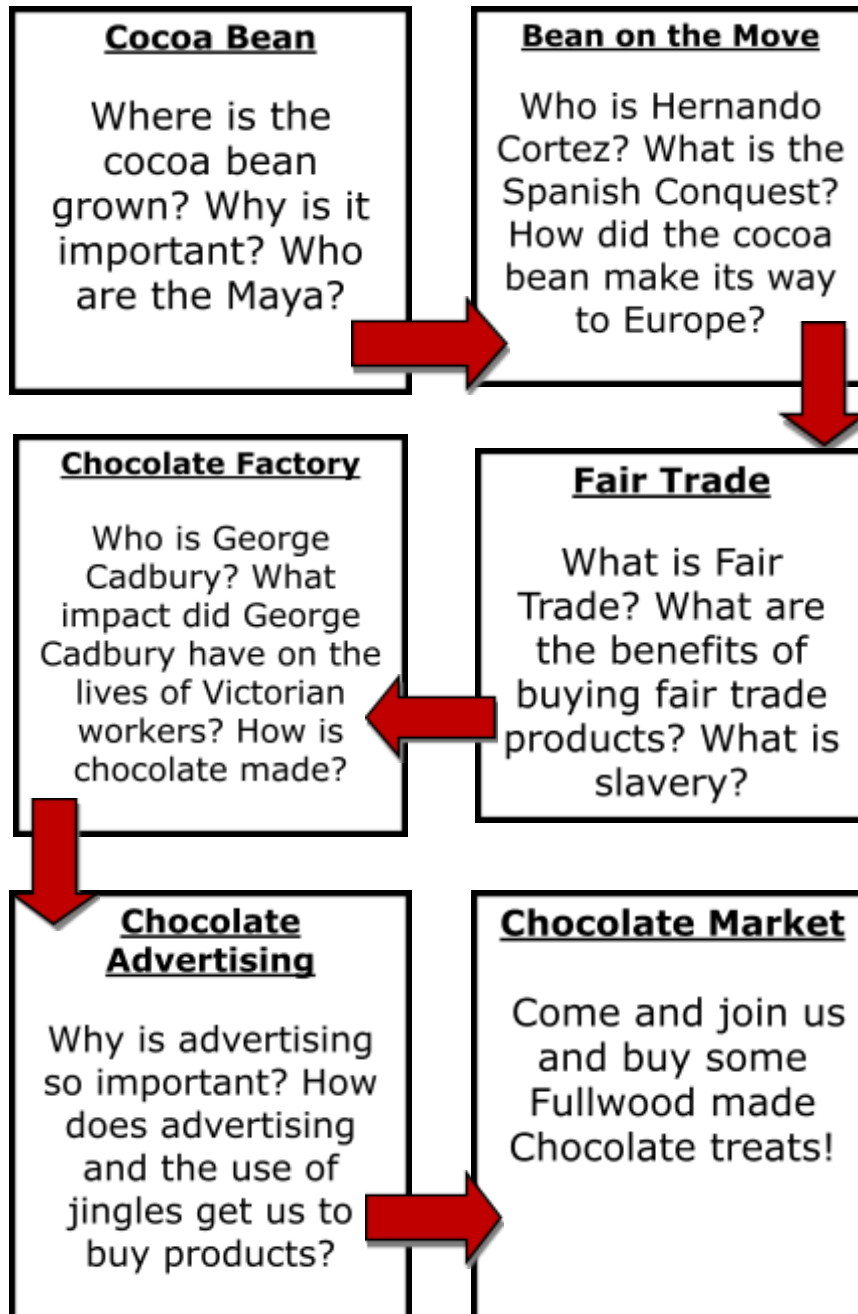 Cocoa Bean
Where is the
cocoa bean
grown? Why is it
important? Who
are the Maya?
Bean on the Move
Who is Hernando
Cortez? What is the
Spanish Conquest?
How did the cocoa
bean make its way
to Europe?
Fair Trade
What is Fair
Trade? What are
the benefits of
buying fair trade
products? What is
slavery?
Chocolate Factory
Who is George
Cadbury? What
impact did George
Cadbury have on the
lives of Victorian
workers? How is
chocolate made?
Chocolate
Advertising
Why is advertising
so important? How
does advertising
and the use of
jingles get us to
buy products?
Chocolate Market
Come and join us
and buy some
Fullwood made
Chocolate treats!